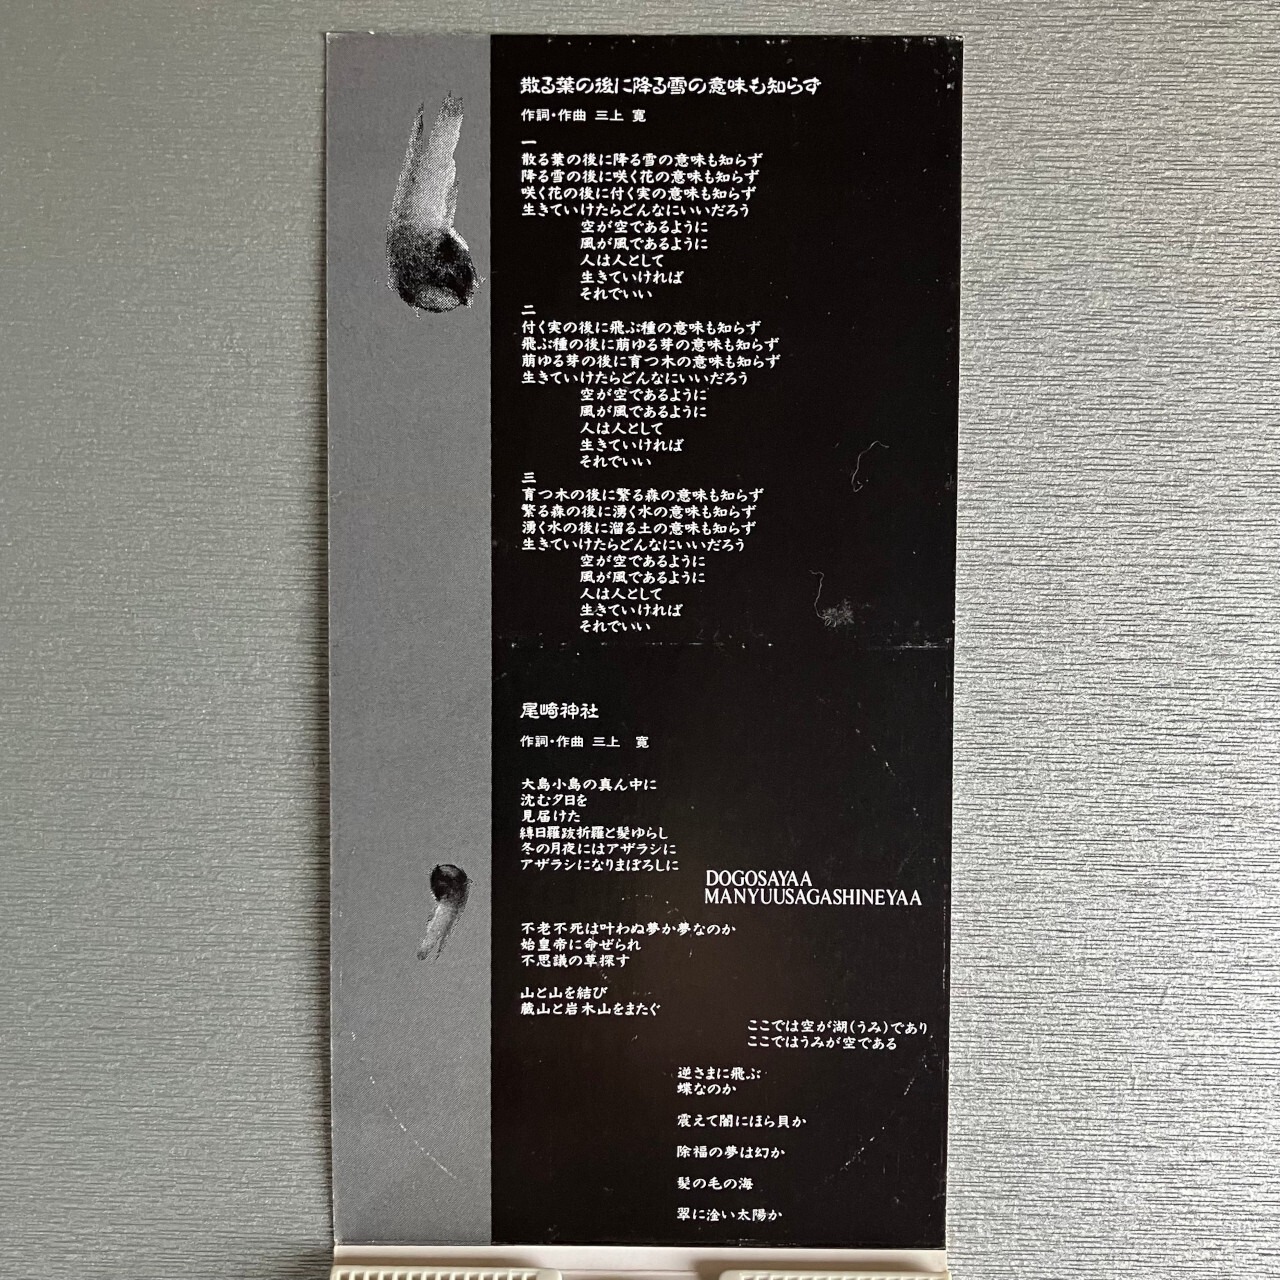 散る葉の後に降る雪の意味も知らず
作詞・作曲 三上 寛
一
散る葉の後に降る雪の意味も知らず
降る雪の後に咲く花の意味も知らず
咲く花の後に付く実の意味も知らず
生きていけたらどんなにいいだろう
空が空であるように
風が風であるように
人は人として
生きていければ
それでいい
二
付く実の後に飛ぶ種の意味も知らず
飛ぶ種の後に萠ゆる芽の意味も知らず
萠ゆる芽の後に育つ木の意味も知らず
生きていけたらどんなにいいだろう
空が空であるように
風が風であるように
人は人として
生きていければ
それでいい
三
育つ木の後に繁る森の意味も知らず
繁る森の後に湧く水の意味も知らず
湧く水の後に溜る土の意味も知らず
生きていけたらどんなにいいだろう
空が空であるように
風が風であるように
人は人として
生きていければ
それでいい
尾崎神社
作詞・作曲 三上 寛
大島小島の真ん中に
沈む夕日を
見届けた
縛日羅跋折羅と髪ゆらし
冬の月夜にはアザラシに
アザラシになりまぼろしに
DOGOSAYAA
MANYUUSAGASHINEYAA
不老不死は叶わぬ夢か夢なのか
始皇帝に命ぜられ
不思議の草探す
山と山を結び
蔵山と岩木山をまたぐ
ここでは空が湖(うみ)であり
ここではうみが空である
逆さまに飛ぶ
蝶なのか
震えて闇にほら貝か
除福の夢は幻か
髪の毛の海
翠に淦い太陽か